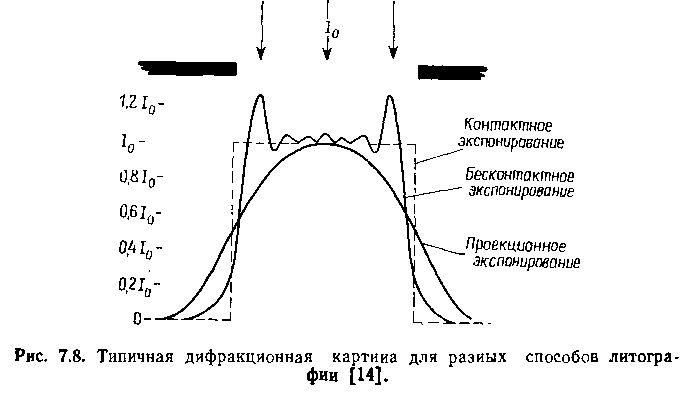 I₀
1,2 I₀
I₀
0,8 I₀
0,6 I₀
0,4 I₀
0,2 I₀
0
Контактное
экспонирование
Бесконтактное
экспонирование
Проекционное
экспонирование
Рис. 7.8. Типичная дифракционная картина для разных способов литогра-
фии [14].